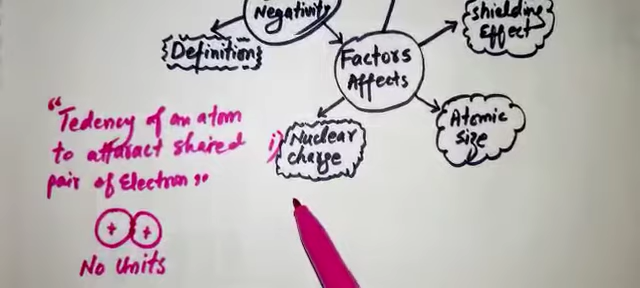 Negativity
Definition
Factors
Affects
Shielding
Effect
Atomic
Size
i) Nuclear
charge
"Tedency of an atom
to attaract shared
pair of Electron"
+ +
No Units